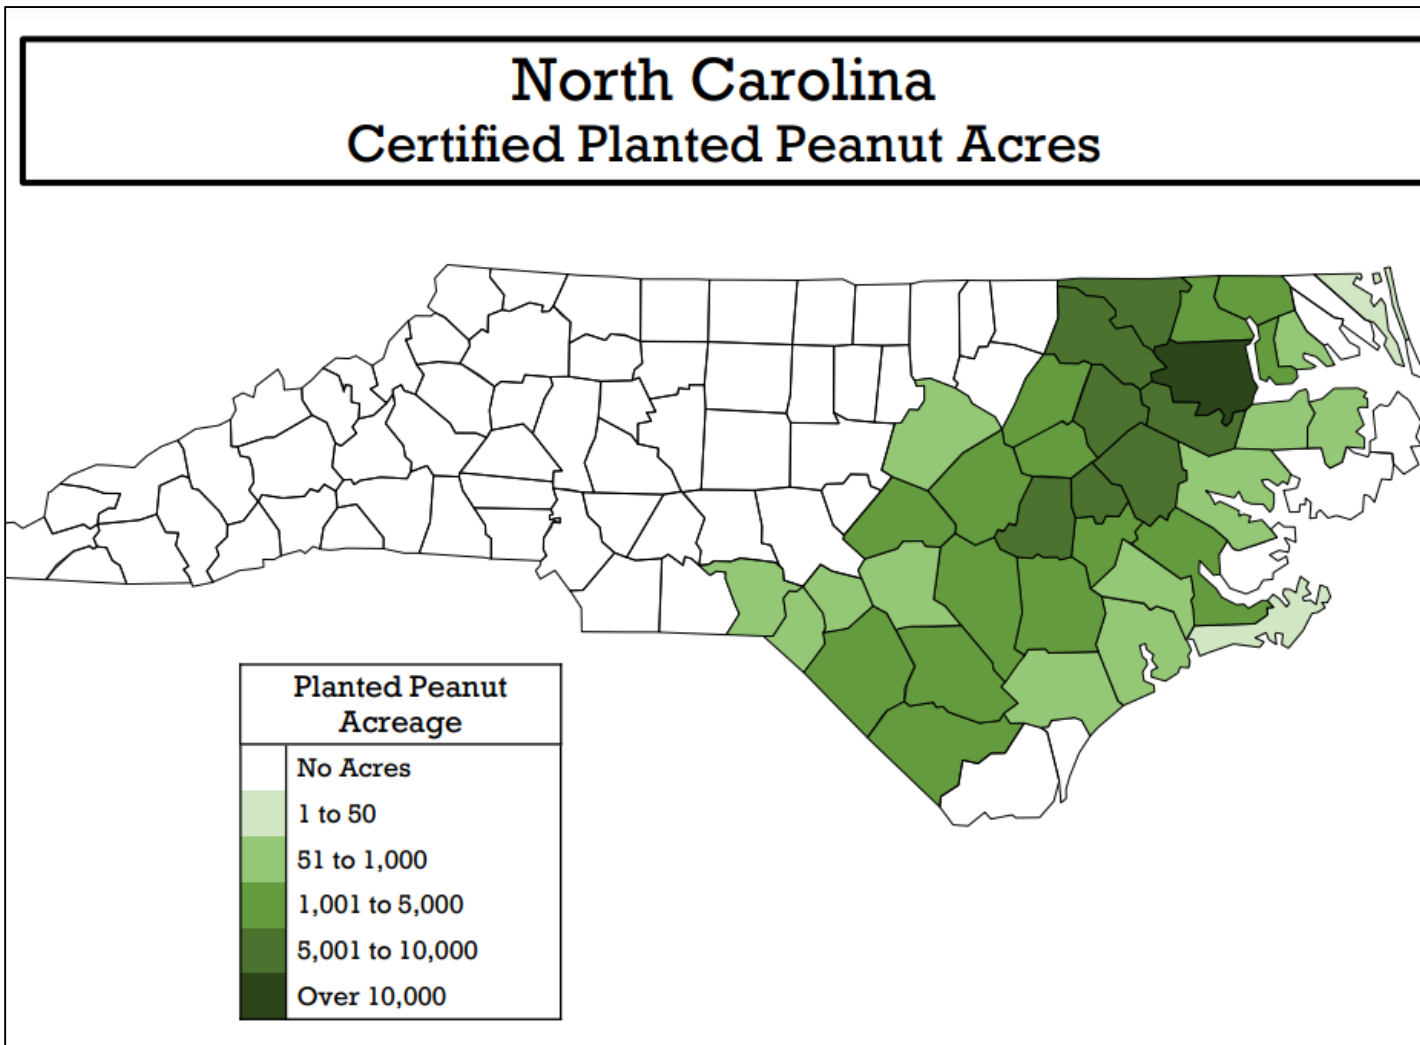 North Carolina
Certified Planted Peanut Acres
Planted Peanut
Acreage
No Acres
1 to 50
51 to 1,000
1,001 to 5,000
5,001 to 10,000
Over 10,000